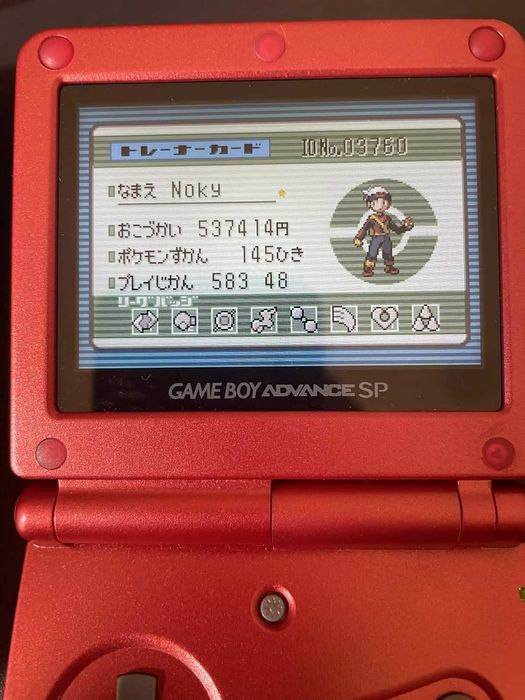 トレーナーカード IDNo.03760
なまえ Noky
おこづかい 537414円
ポケモンずかん 145ひき
プレイじかん 583 48
リーグバッジ
GAME BOY ADVANCE SP